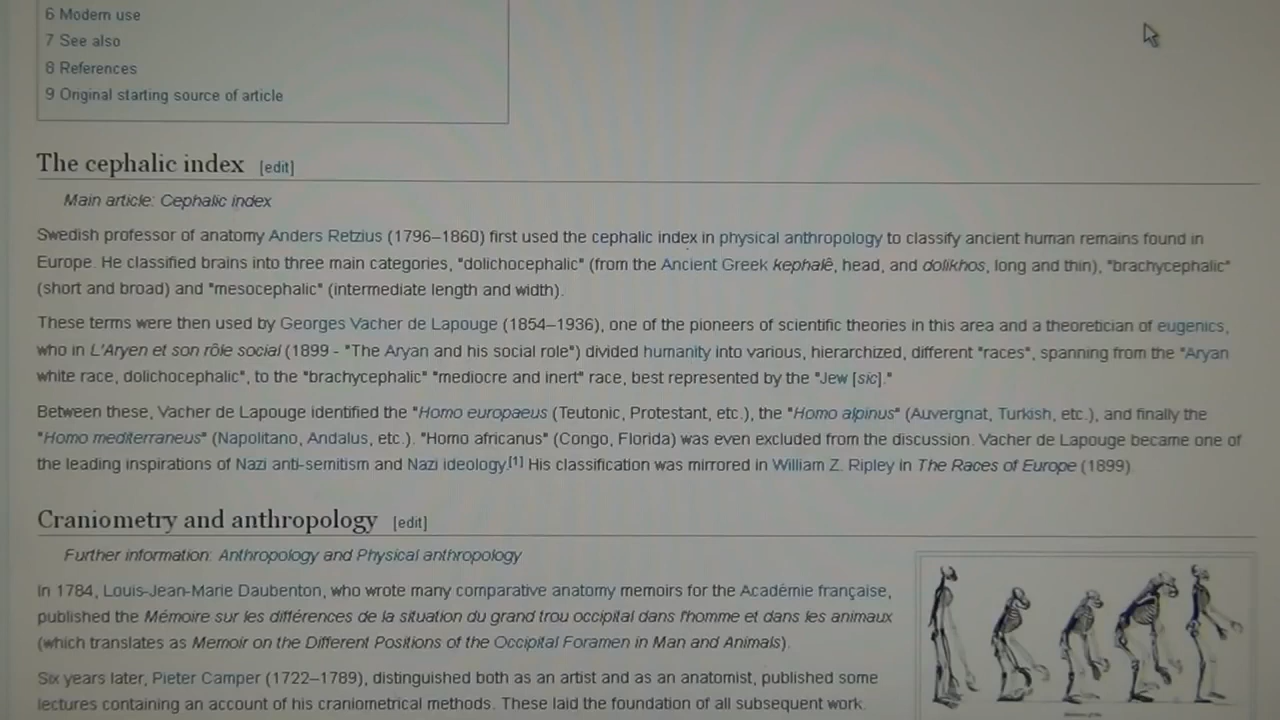 6 Modern use
7 See also
8 References
9 Original starting source of article
The cephalic index [edit]
Main article: Cephalic index
Swedish professor of anatomy Anders Retzius (1796–1860) first used the cephalic index in physical anthropology to classify ancient human remains found in
Europe. He classified brains into three main categories, "dolichocephalic" (from the Ancient Greek kephalê, head, and dolikhos, long and thin), "brachycephalic"
(short and broad) and "mesocephalic" (intermediate length and width).
These terms were then used by Georges Vacher de Lapouge (1854–1936), one of the pioneers of scientific theories in this area and a theoretician of eugenics,
who in L'Aryen et son rôle social (1899 - "The Aryan and his social role") divided humanity into various, hierarchized, different "races", spanning from the "Aryan
white race, dolichocephalic", to the "brachycephalic" "mediocre and inert" race, best represented by the "Jew [sic]."
Between these, Vacher de Lapouge identified the "Homo europaeus (Teutonic, Protestant, etc.), the "Homo alpinus" (Auvergnat, Turkish, etc.), and finally the
"Homo mediterraneus" (Napolitano, Andalus, etc.). "Homo africanus" (Congo, Florida) was even excluded from the discussion. Vacher de Lapouge became one of
the leading inspirations of Nazi anti-semitism and Nazi ideology.[1] His classification was mirrored in William Z. Ripley in The Races of Europe (1899)
Craniometry and anthropology [edit]
Further information: Anthropology and Physical anthropology
In 1784, Louis-Jean-Marie Daubenton, who wrote many comparative anatomy memoirs for the Académie française,
published the Mémoire sur les différences de la situation du grand trou occipital dans l'homme et dans les animaux
(which translates as Memoir on the Different Positions of the Occipital Foramen in Man and Animals).
Six years later, Pieter Camper (1722–1789), distinguished both as an artist and as an anatomist, published some
lectures containing an account of his craniometrical methods. These laid the foundation of all subsequent work.